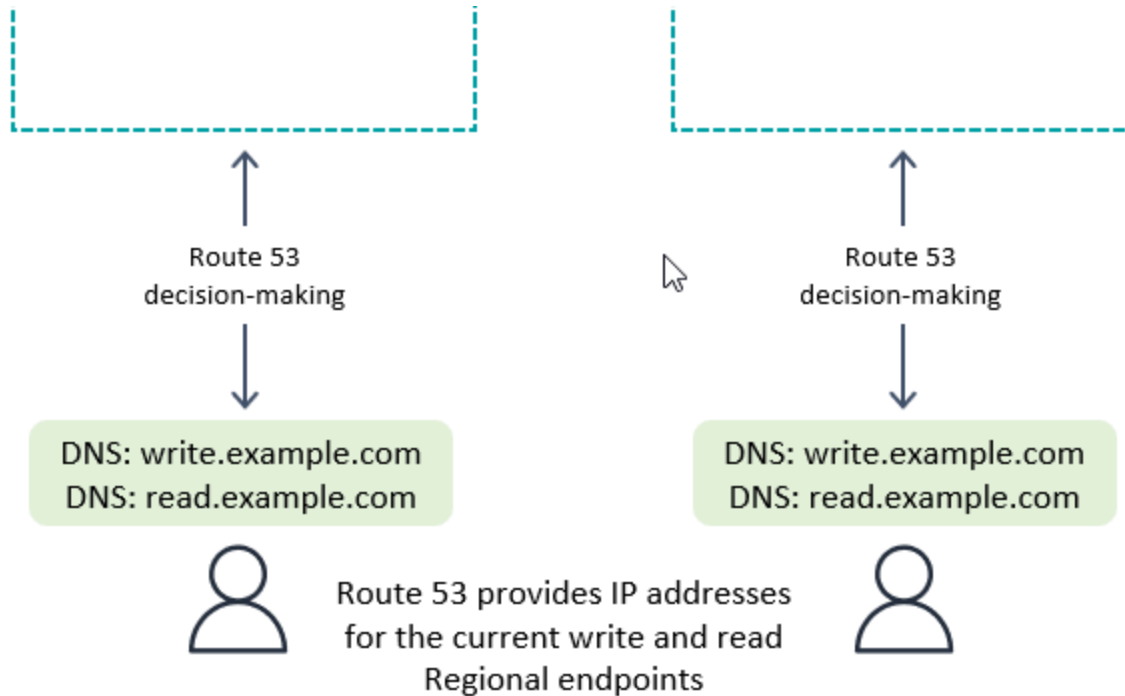 Route 53
decision-making
Route 53
decision-making
DNS: write.example.com
DNS: read.example.com
DNS: write.example.com
DNS: read.example.com
Route 53 provides IP addresses
for the current write and read
Regional endpoints